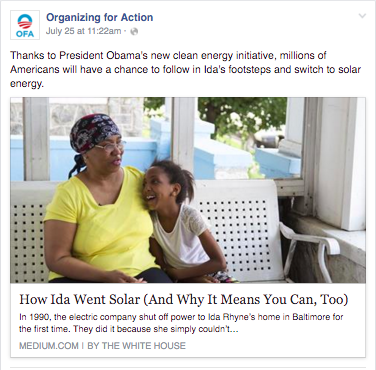 Organizing for Action
July 25 at 11:22am ·
OFA
Thanks to President Obama's new clean energy initiative, millions of
Americans will have a chance to follow in Ida's footsteps and switch to solar
energy.
How Ida Went Solar (And Why It Means You Can, Too)
In 1990, the electric company shut off power to Ida Rhyne's home in Baltimore for
the first time. They did it because she simply couldn't...
MEDIUM.COM | BY THE WHITE HOUSE